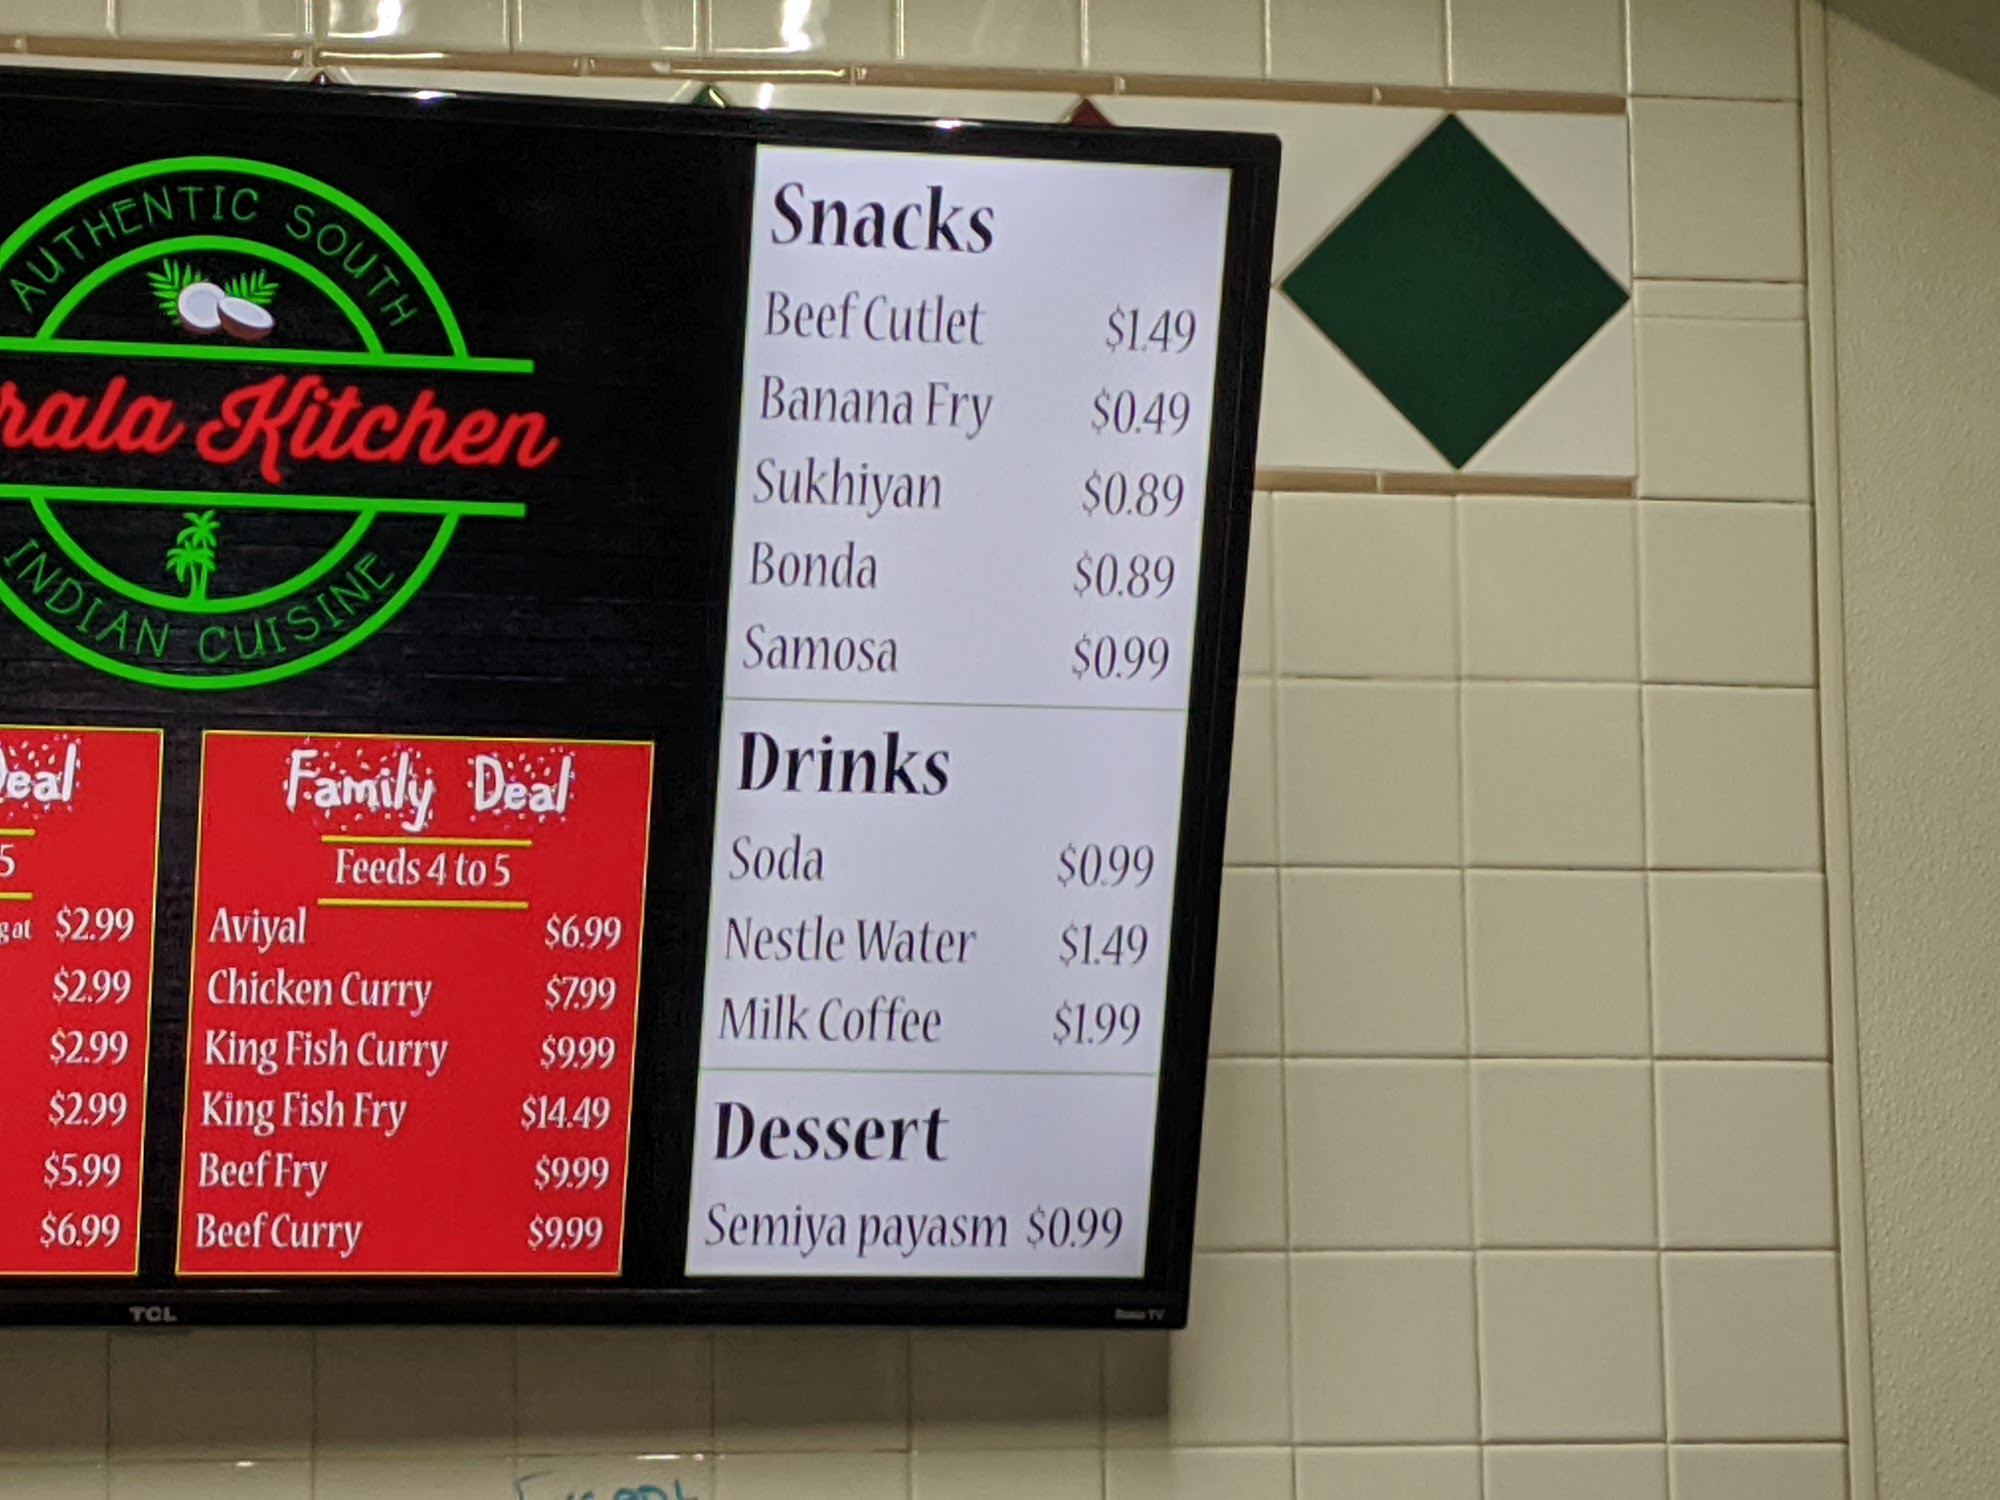 AUTHENTIC SOUTH
rala Kitchen
INDIAN CUISINE
eal
5
$2.99
$2.99
$2.99
$2.99
$5.99
$6.99
Family Deal
Feeds 4 to 5
Aviyal $6.99
Chicken Curry $7.99
King Fish Curry $9.99
King Fish Fry $14.49
Beef Fry $9.99
Beef Curry $9.99
Snacks
Beef Cutlet $1.49
Banana Fry $0.49
Sukhiyan $0.89
Bonda $0.89
Samosa $0.99
Drinks
Soda $0.99
Nestle Water $1.49
Milk Coffee $1.99
Dessert
Semiya payasm $0.99
TCL
Roku TV